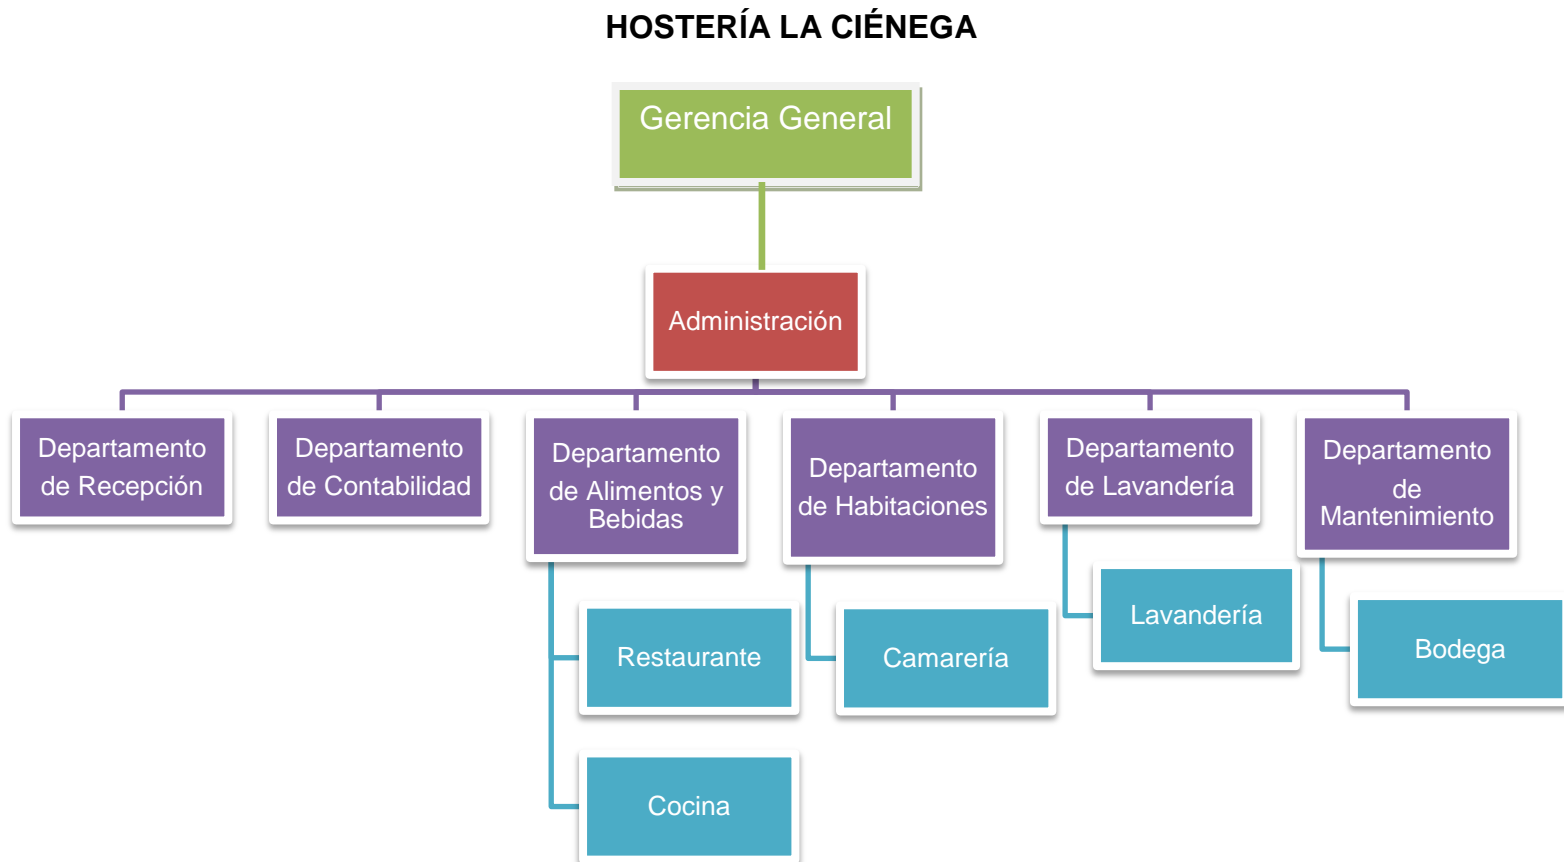 HOSTERÍA LA CIÉNEGA
Gerencia General
Administración
Departamento
de Recepción
Departamento
de Contabilidad
Departamento
de Alimentos y
Bebidas
Departamento
de Habitaciones
Departamento
de Lavandería
Departamento
de
Mantenimiento
Restaurante
Cocina
Camarería
Lavandería
Bodega